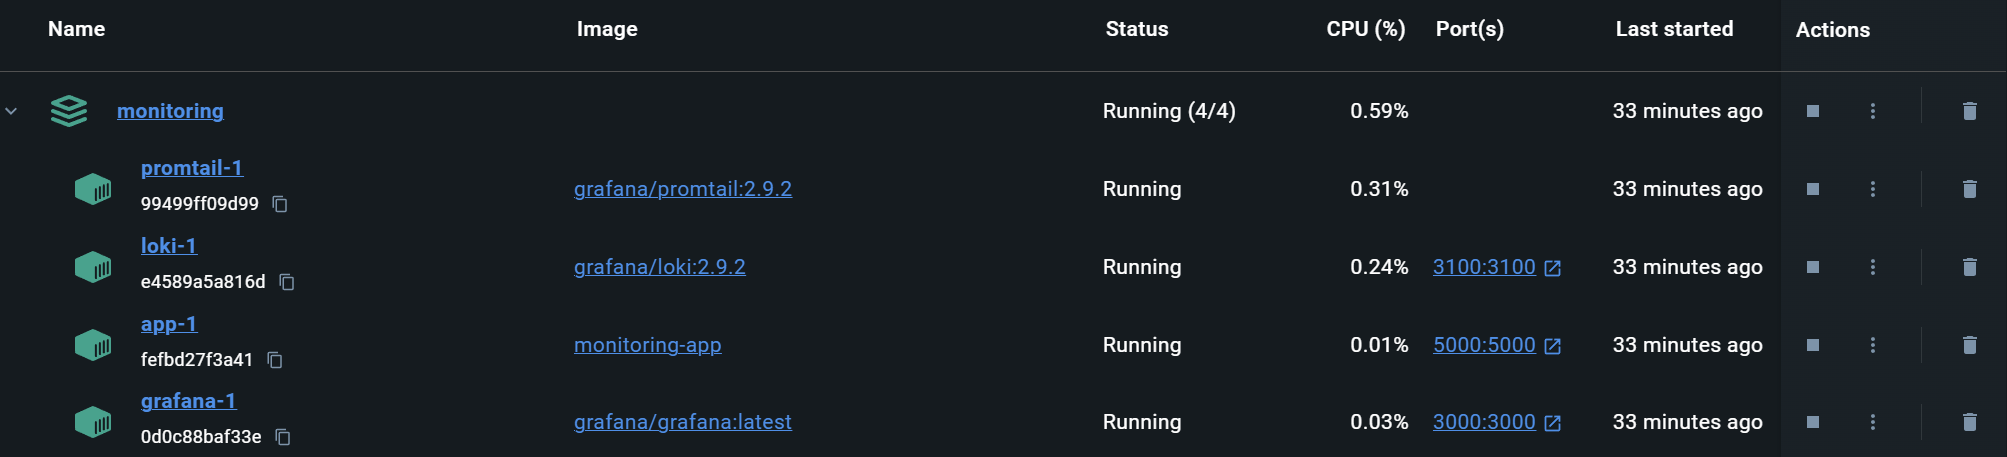 Name Image Status CPU (%) Port(s) Last started Actions
monitoring Running (4/4) 0.59% 33 minutes ago
promtail-1
99499ff09d99 grafana/promtail:2.9.2 Running 0.31% 33 minutes ago
loki-1
e4589a5a816d grafana/loki:2.9.2 Running 0.24% 3100:3100 33 minutes ago
app-1
fefbd27f3a41 monitoring-app Running 0.01% 5000:5000 33 minutes ago
grafana-1
0d0c88baf33e grafana/grafana:latest Running 0.03% 3000:3000 33 minutes ago